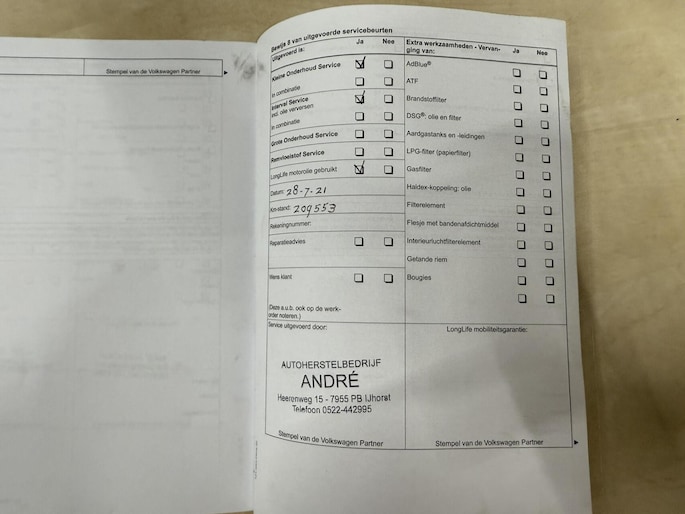 Stempel van de Volkswagen Partner
Bewijs 8 van uitgevoerde servicebeurten
Uitgevoerd is: Ja Nee
Kleine Onderhoud Service
In combinatie
Interval Service
incl. olie verversen
In combinatie
Grote Onderhoud Service
Remvloeistof Service
LongLife motorolie gebruikt
Datum: 28-7-21
Km-stand: 209553
Rekeningnummer:
Reparatieadvies
Wens klant
(Deze a.u.b. ook op de werk-
order noteren.)
Service uitgevoerd door:
AUTOHERSTELBEDRIJF
ANDRÉ
Heerenweg 15 - 7955 PB IJhorst
Telefoon 0522-442995
Stempel van de Volkswagen Partner
Extra werkzaamheden - Vervan-
ging van: Ja Nee
AdBlue®
ATF
Brandstoffilter
DSG®: olie en filter
Aardgastanks en -leidingen
LPG-filter (papierfilter)
Gasfilter
Haldex-koppeling: olie
Filterelement
Flesje met bandenafdichtmiddel
Interieurluchtfilterelement
Getande riem
Bougies
LongLife mobiliteitsgarantie:
Stempel van de Volkswagen Partner